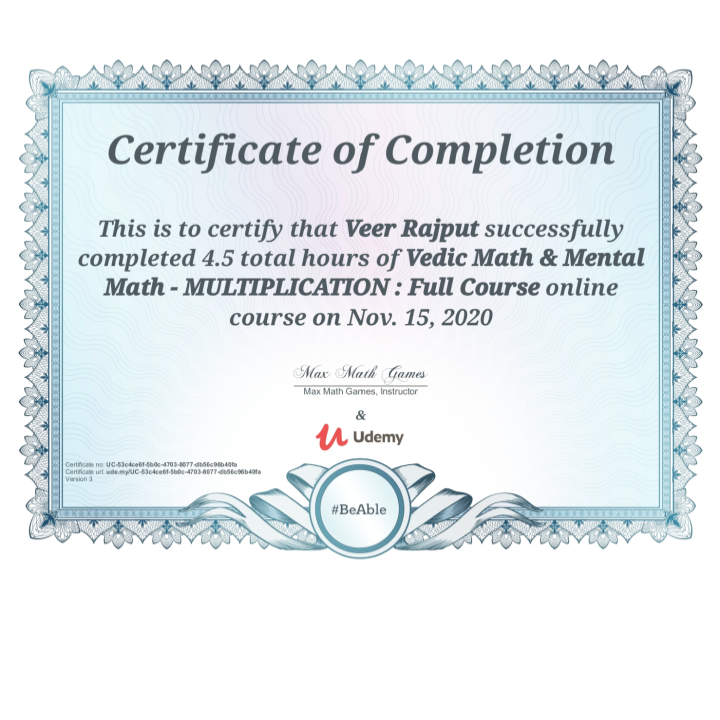 Certificate of Completion
This is to certify that Veer Rajput successfully
completed 4.5 total hours of Vedic Math & Mental
Math - MULTIPLICATION : Full Course online
course on Nov. 15, 2020
Max Math Games
Max Math Games, Instructor
&
Udemy
Certificate no: UC-53c4ce6f-5b0c-4703-8077-db56c96b40fa
Certificate url: ude.my/UC-53c4ce6f-5b0c-4703-8077-db56c96b40fa
Version 3
#BeAble